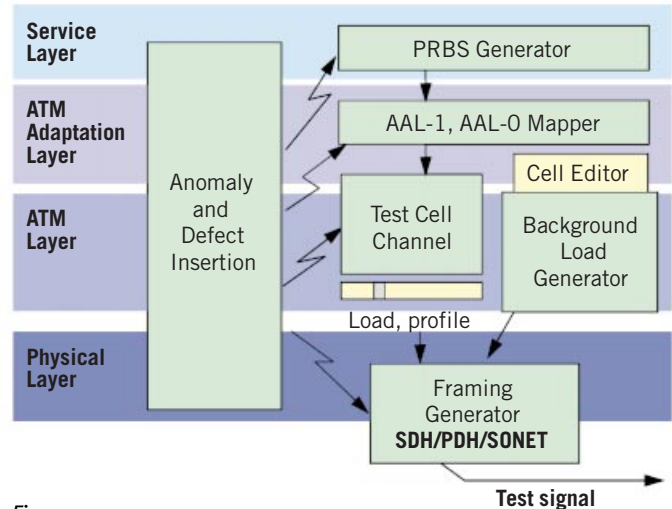 Service
Layer
PRBS Generator
ATM
Adaptation
Layer
AAL-1, AAL-0 Mapper
Anomaly
and
Defect
Insertion
Cell Editor
ATM
Layer
Test Cell
Channel
Background
Load
Generator
Load, profile
Physical
Layer
Framing
Generator
SDH/PDH/SONET
Test signal